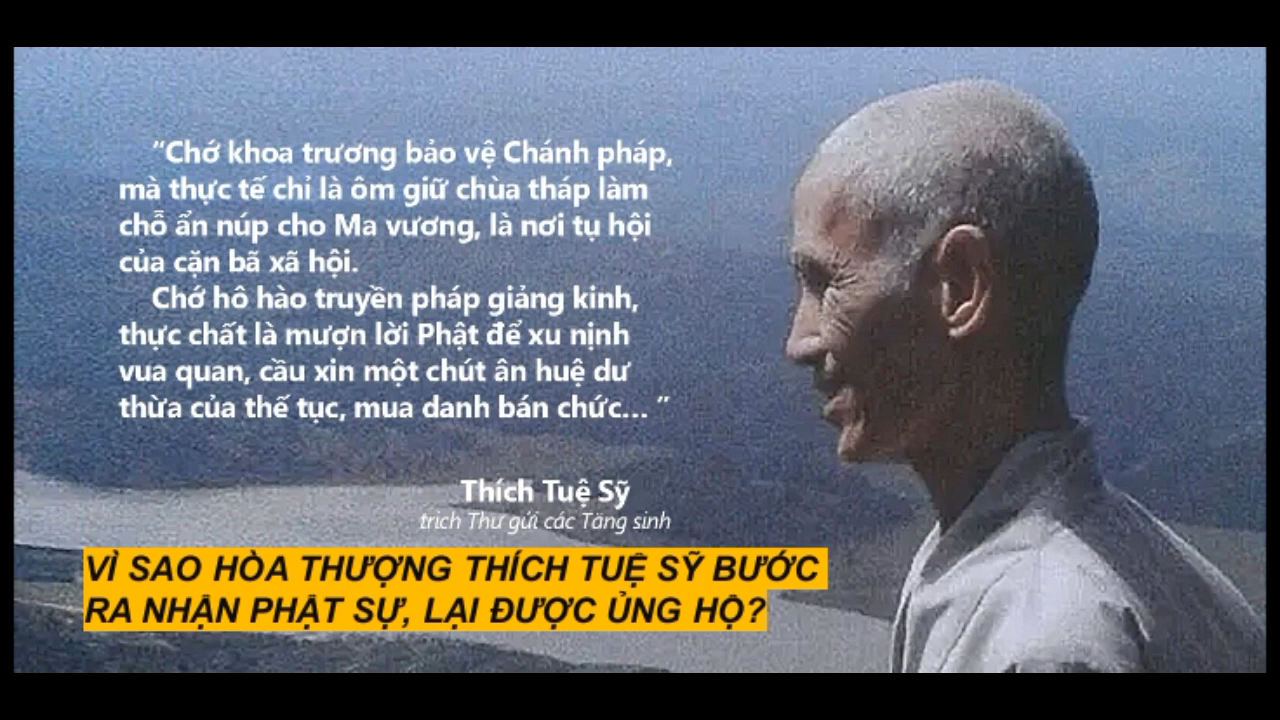 “Chớ khoa trương bảo vệ Chánh pháp,
mà thực tế chỉ là ôm giữ chùa tháp làm
chỗ ẩn núp cho Ma vương, là nơi tụ hội
của cặn bã xã hội.
Chớ hô hào truyền pháp giảng kinh,
thực chất là mượn lời Phật để xu nịnh
vua quan, cầu xin một chút ân huệ dư
thừa của thế tục, mua danh bán chức... ”
Thích Tuệ Sỹ
trích Thư gửi các Tăng sinh
VÌ SAO HÒA THƯỢNG THÍCH TUỆ SỸ BƯỚC
RA NHẬN PHẬT SỰ, LẠI ĐƯỢC ỦNG HỘ?